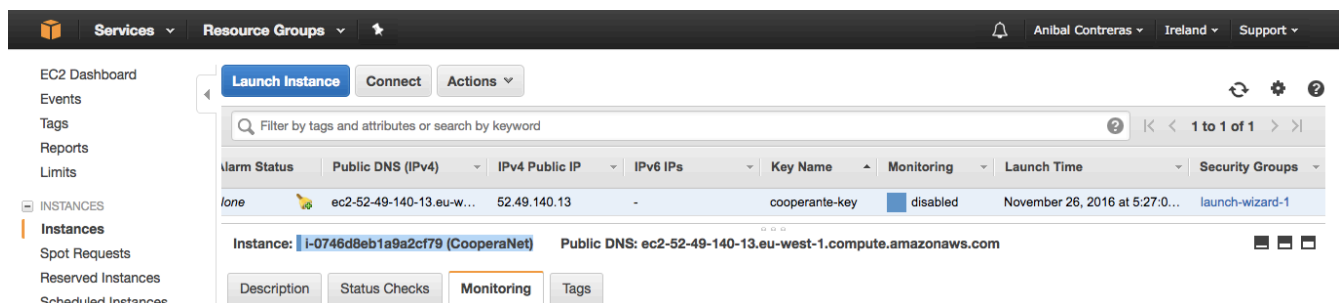 Services Resource Groups Anibal Contreras Ireland Support
EC2 Dashboard
Events
Tags
Reports
Limits
INSTANCES
Instances
Spot Requests
Reserved Instances
Scheduled Instances
Launch Instance Connect Actions
Filter by tags and attributes or search by keyword 1 to 1 of 1
Alarm Status Public DNS (IPv4) IPv4 Public IP IPv6 IPs Key Name Monitoring Launch Time Security Groups
lone ec2-52-49-140-13.eu-w... 52.49.140.13 - cooperante-key disabled November 26, 2016 at 5:27:0... launch-wizard-1
Instance: i-0746d8eb1a9a2cf79 (CooperaNet) Public DNS: ec2-52-49-140-13.eu-west-1.compute.amazonaws.com
Description Status Checks Monitoring Tags